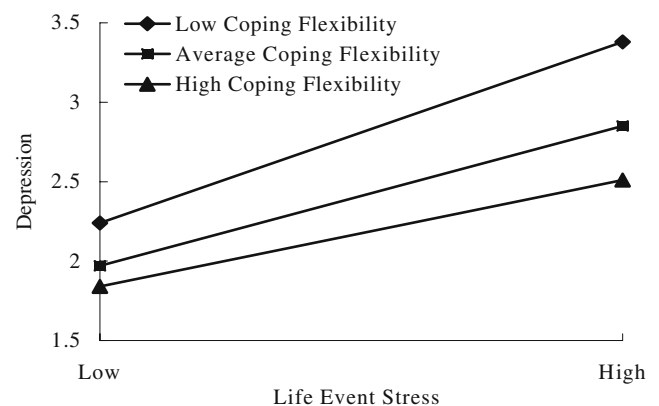 3.5
Low Coping Flexibility
Average Coping Flexibility
High Coping Flexibility
3
Depression
2.5
2
1.5
Low
High
Life Event Stress